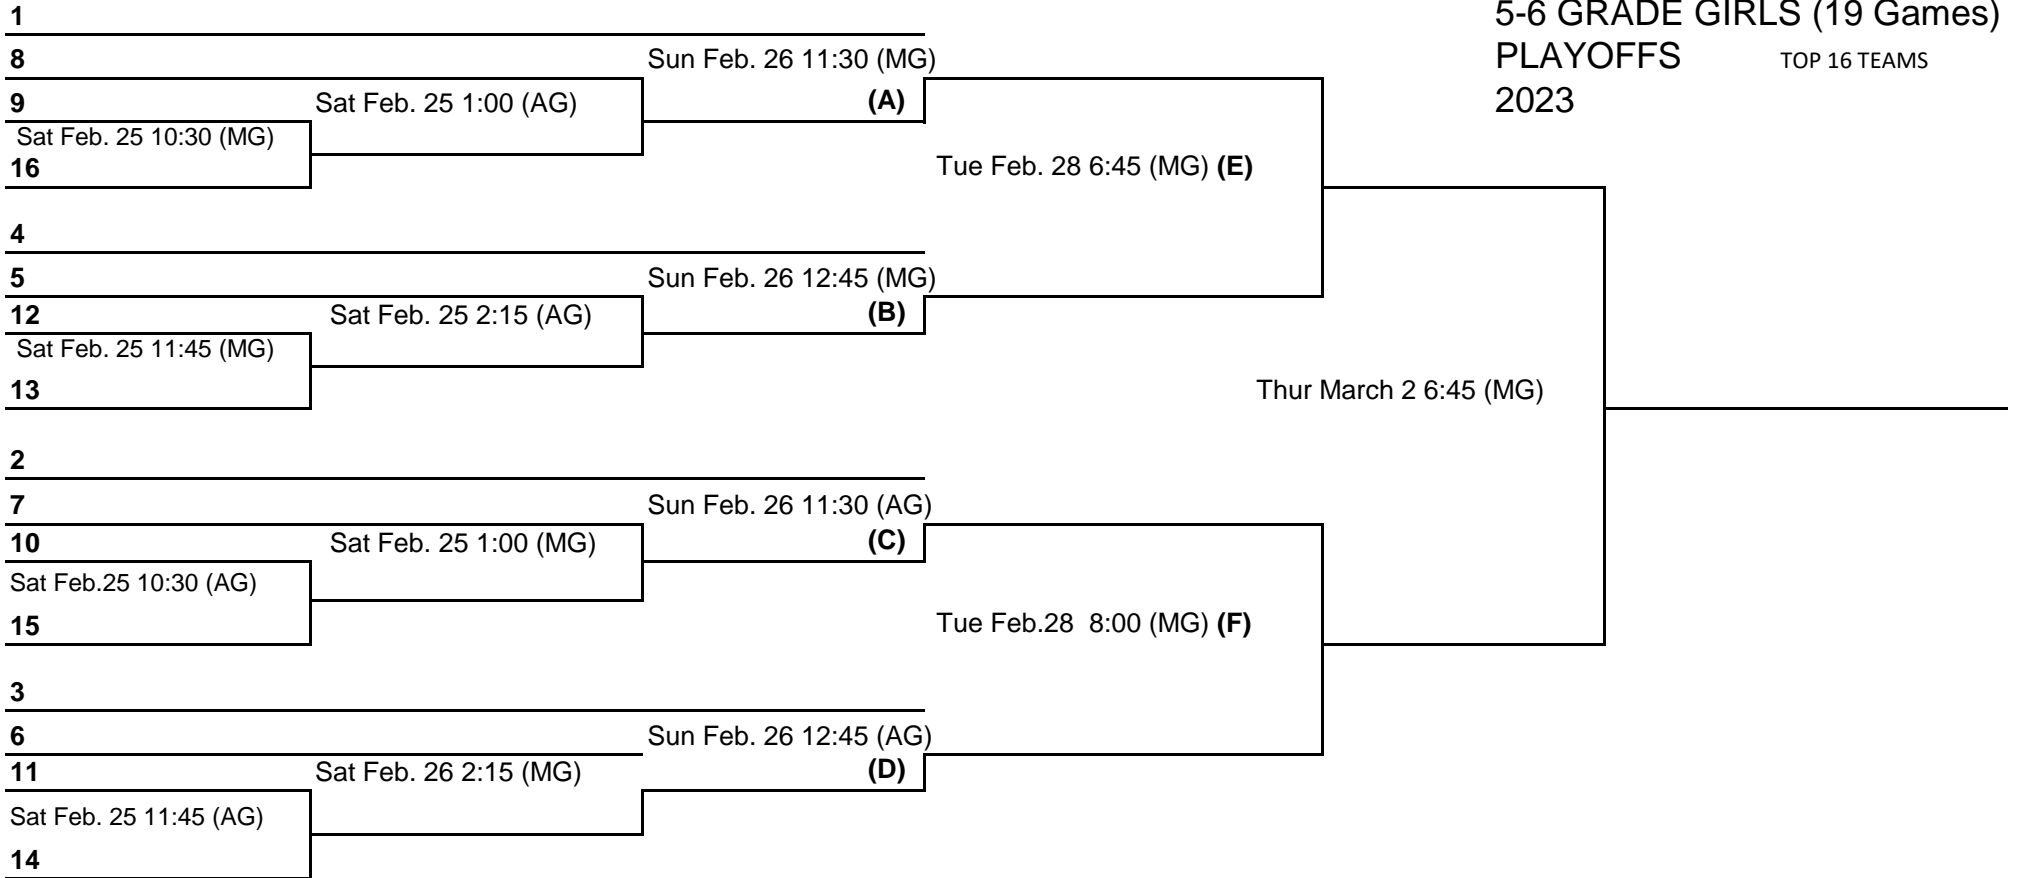 5-6 GRADE GIRLS (19 Games)
PLAYOFFS TOP 16 TEAMS
2023
1
8 Sun Feb. 26 11:30 (MG)
9 Sat Feb. 25 1:00 (AG) (A)
Sat Feb. 25 10:30 (MG)
16 Tue Feb. 28 6:45 (MG) (E)
4
5 Sun Feb. 26 12:45 (MG)
12 Sat Feb. 25 2:15 (AG) (B)
Sat Feb. 25 11:45 (MG)
13 Thur March 2 6:45 (MG)
2
7 Sun Feb. 26 11:30 (AG)
10 Sat Feb. 25 1:00 (MG) (C)
Sat Feb.25 10:30 (AG)
15 Tue Feb.28 8:00 (MG) (F)
3
6 Sun Feb. 26 12:45 (AG)
11 Sat Feb. 26 2:15 (MG) (D)
Sat Feb. 25 11:45 (AG)
14